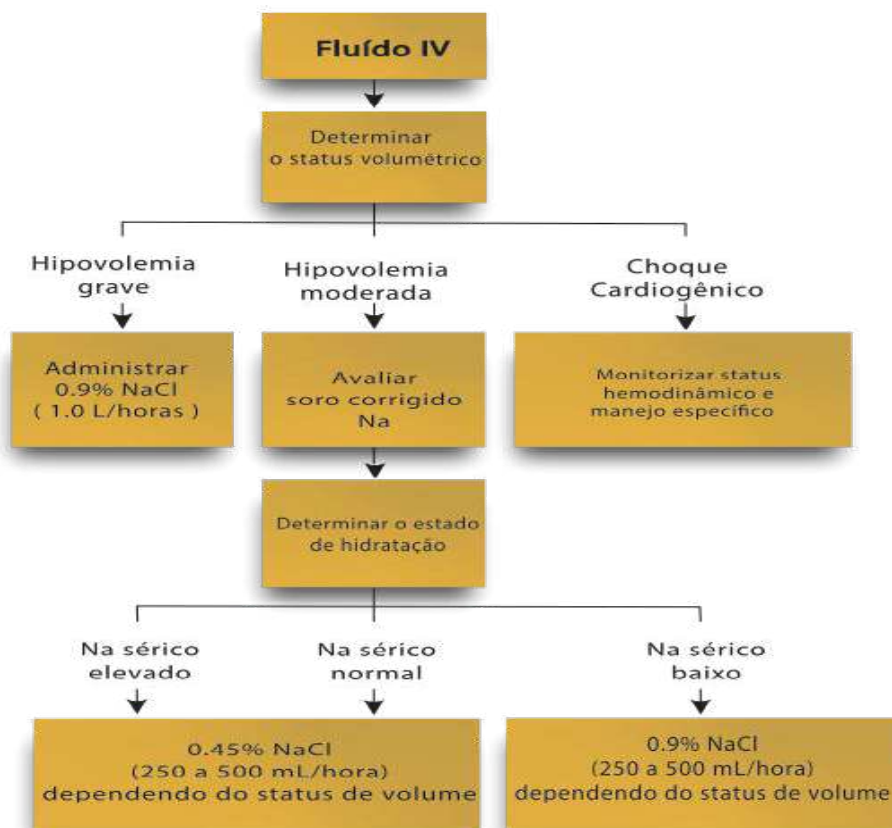 Fluído IV
Determinar
o status volumétrico
Hipovolemia
grave
Hipovolemia
moderada
Choque
Cardiogênico
Administrar
0.9% NaCl
( 1.0 L/horas )
Avaliar
soro corrigido
Na
Monitorizar status
hemodinâmico e
manejo específico
Determinar o estado
de hidratação
Na sérico
elevado
Na sérico
normal
Na sérico
baixo
0.45% NaCl
(250 a 500 mL/hora)
dependendo do status de volume
0.9% NaCl
(250 a 500 mL/hora)
dependendo do status de volume